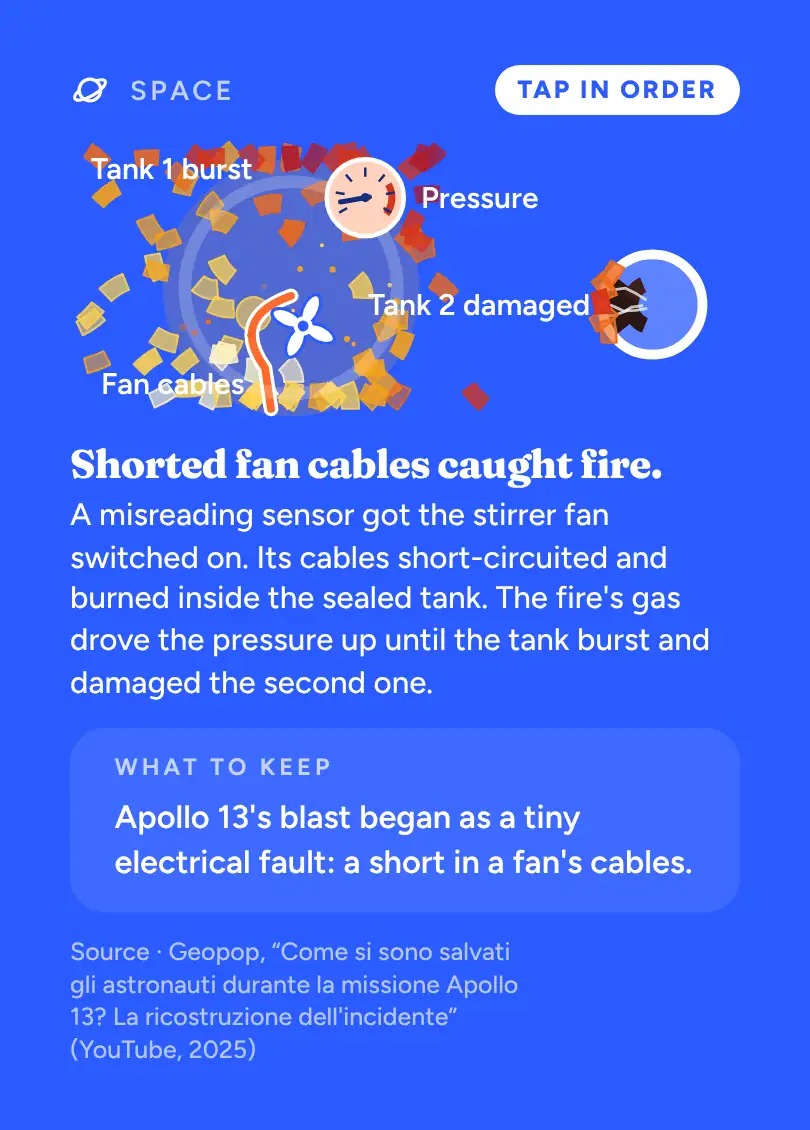 SPACE
TAP IN ORDER
Tank 1 burst
Pressure
Tank 2 damaged
Fan cables
Shorted fan cables caught fire.
A misreading sensor got the stirrer fan
switched on. Its cables short-circuited and
burned inside the sealed tank. The fire's gas
drove the pressure up until the tank burst and
damaged the second one.
WHAT TO KEEP
Apollo 13's blast began as a tiny
electrical fault: a short in a fan's cables.
Source · Geopop, “Come si sono salvati
gli astronauti durante la missione Apollo
13? La ricostruzione dell'incidente”
(YouTube, 2025)